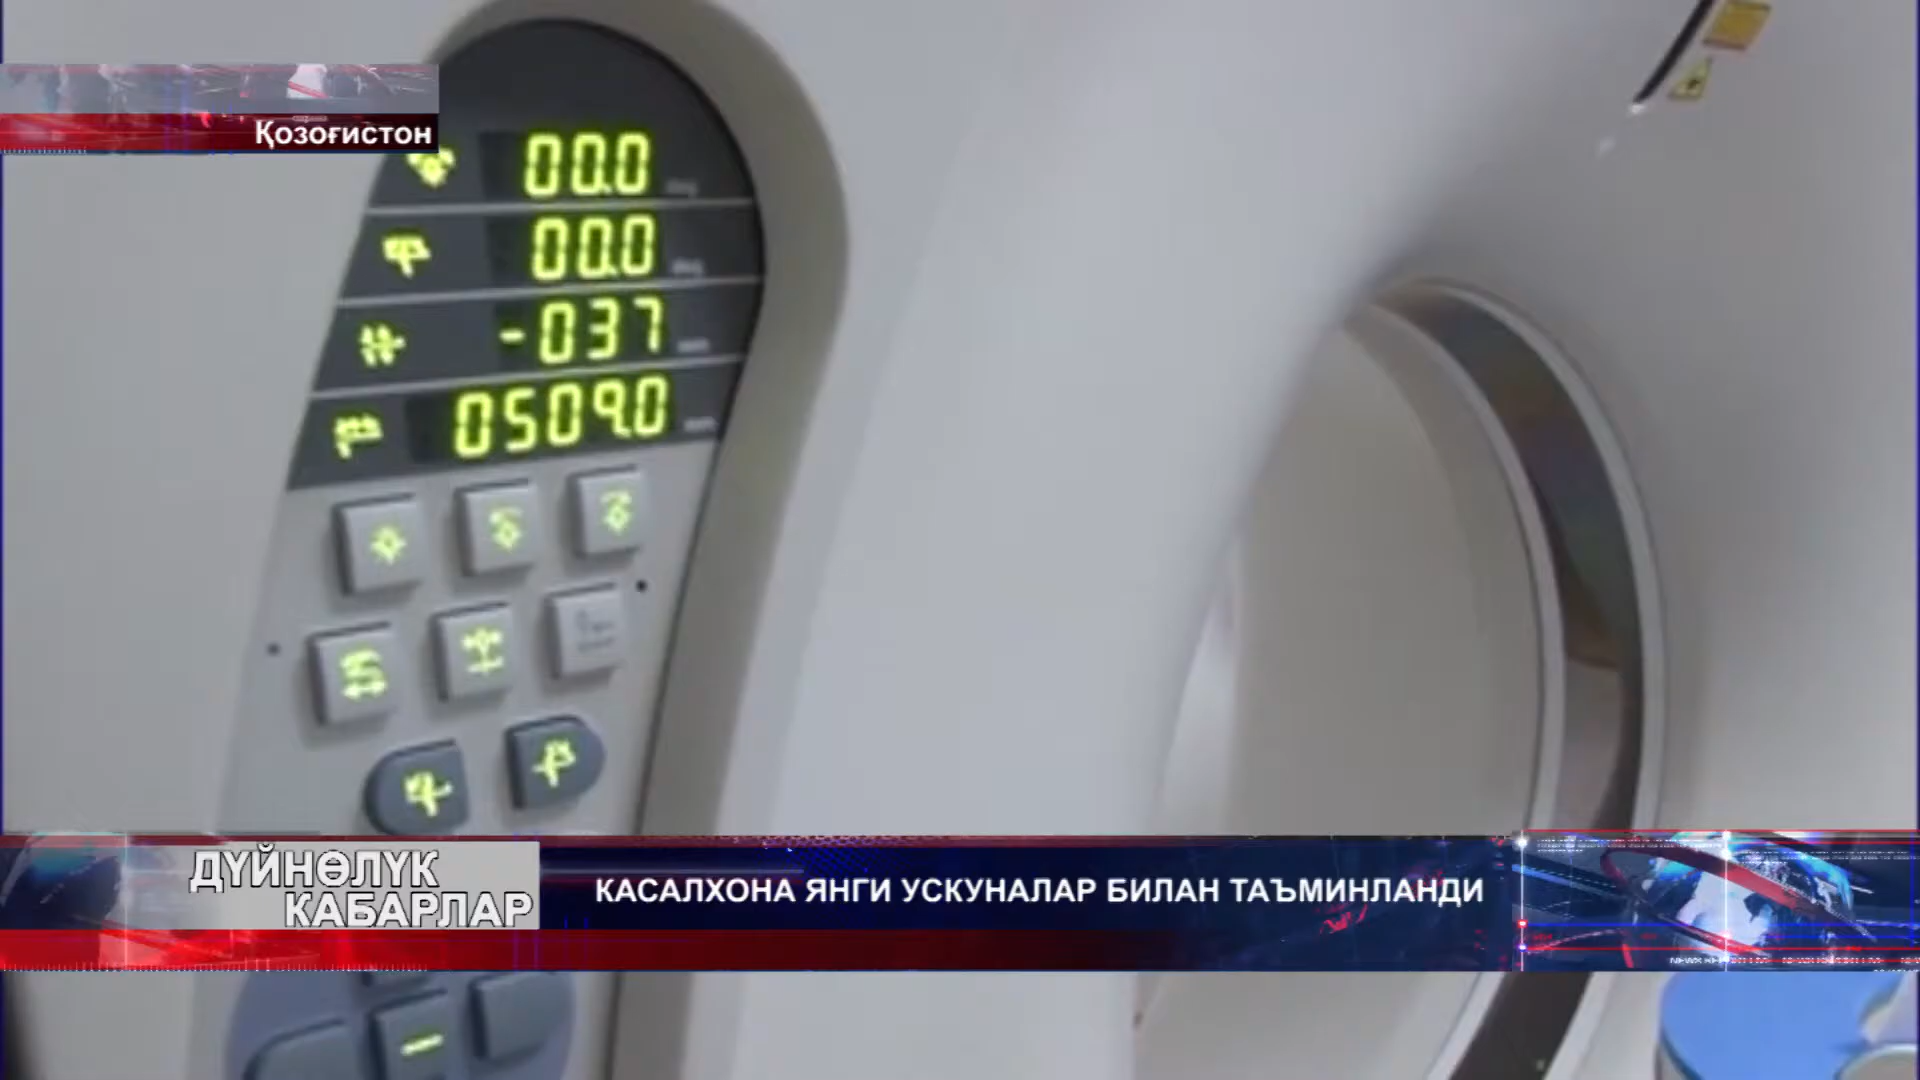 Қозоғистон
00.0
00.0
-037
0509.0
ДҮЙНӨЛҮК
КАБАРЛАР
КАСАЛХОНА ЯНГИ УСКУНАЛАР БИЛАН ТАЪМИНЛАНДИ